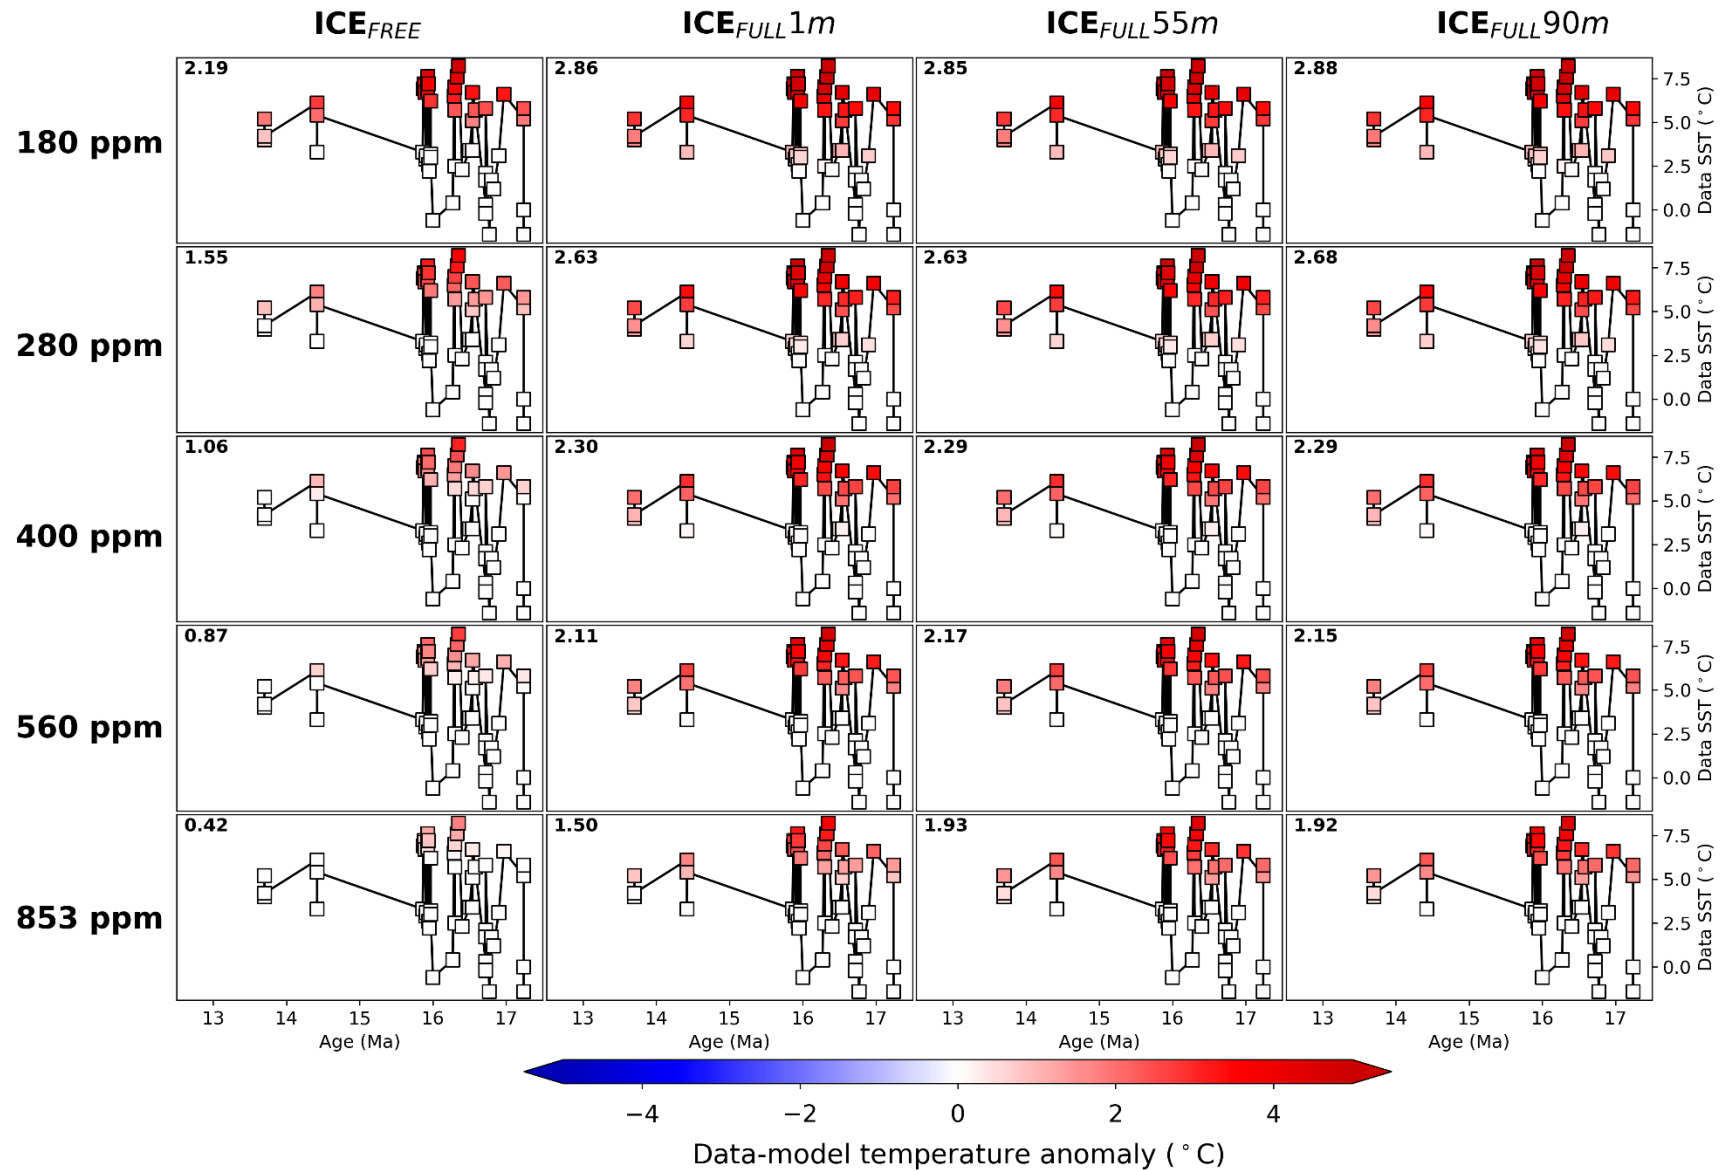 ICE_FREE ICE_FULL 1m ICE_FULL 55m ICE_FULL 90m
180 ppm
2.19 2.86 2.85 2.88
7.5
5.0
2.5
0.0
Data SST (°C)
280 ppm
1.55 2.63 2.63 2.68
7.5
5.0
2.5
0.0
Data SST (°C)
400 ppm
1.06 2.30 2.29 2.29
7.5
5.0
2.5
0.0
Data SST (°C)
560 ppm
0.87 2.11 2.17 2.15
7.5
5.0
2.5
0.0
Data SST (°C)
853 ppm
0.42 1.50 1.93 1.92
7.5
5.0
2.5
0.0
Data SST (°C)
13 14 15 16 17 13 14 15 16 17 13 14 15 16 17 13 14 15 16 17
Age (Ma) Age (Ma) Age (Ma) Age (Ma)
−4 −2 0 2 4
Data-model temperature anomaly (°C)